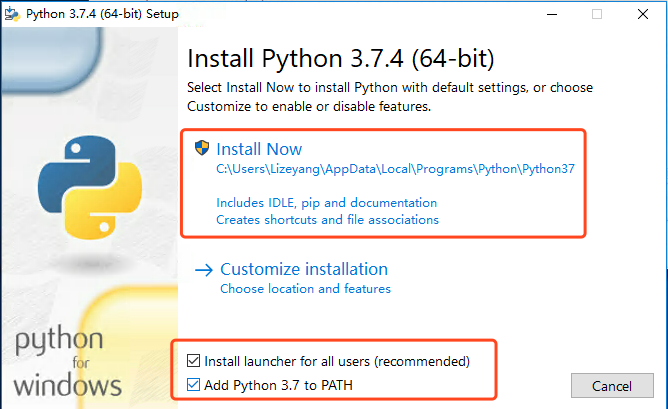 Python 3.7.4 (64-bit) Setup
Install Python 3.7.4 (64-bit)
Select Install Now to install Python with default settings, or choose
Customize to enable or disable features.
Install Now
C:\Users\Lizeyang\AppData\Local\Programs\Python\Python37
Includes IDLE, pip and documentation
Creates shortcuts and file associations
Customize installation
Choose location and features
python
for
windows
Install launcher for all users (recommended)
Add Python 3.7 to PATH
Cancel